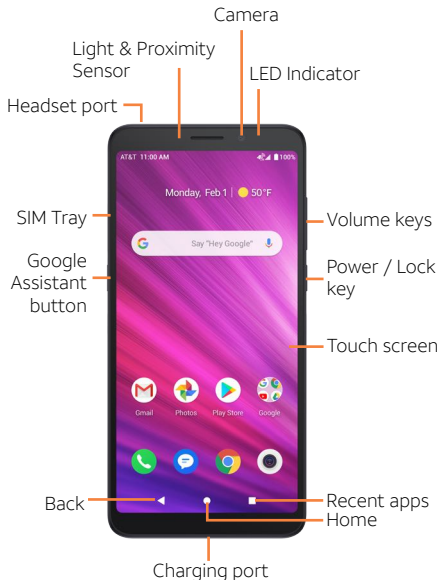 Camera
Light & Proximity
Sensor
LED Indicator
Headset port
AT&T 11:00 AM
100%
Monday, Feb 1
50°F
SIM Tray
Volume keys
Say "Hey Google"
Google
Assistant
button
Power / Lock
key
Touch screen
Gmail
Photos
Play Store
Google
Back
Recent apps
Home
Charging port